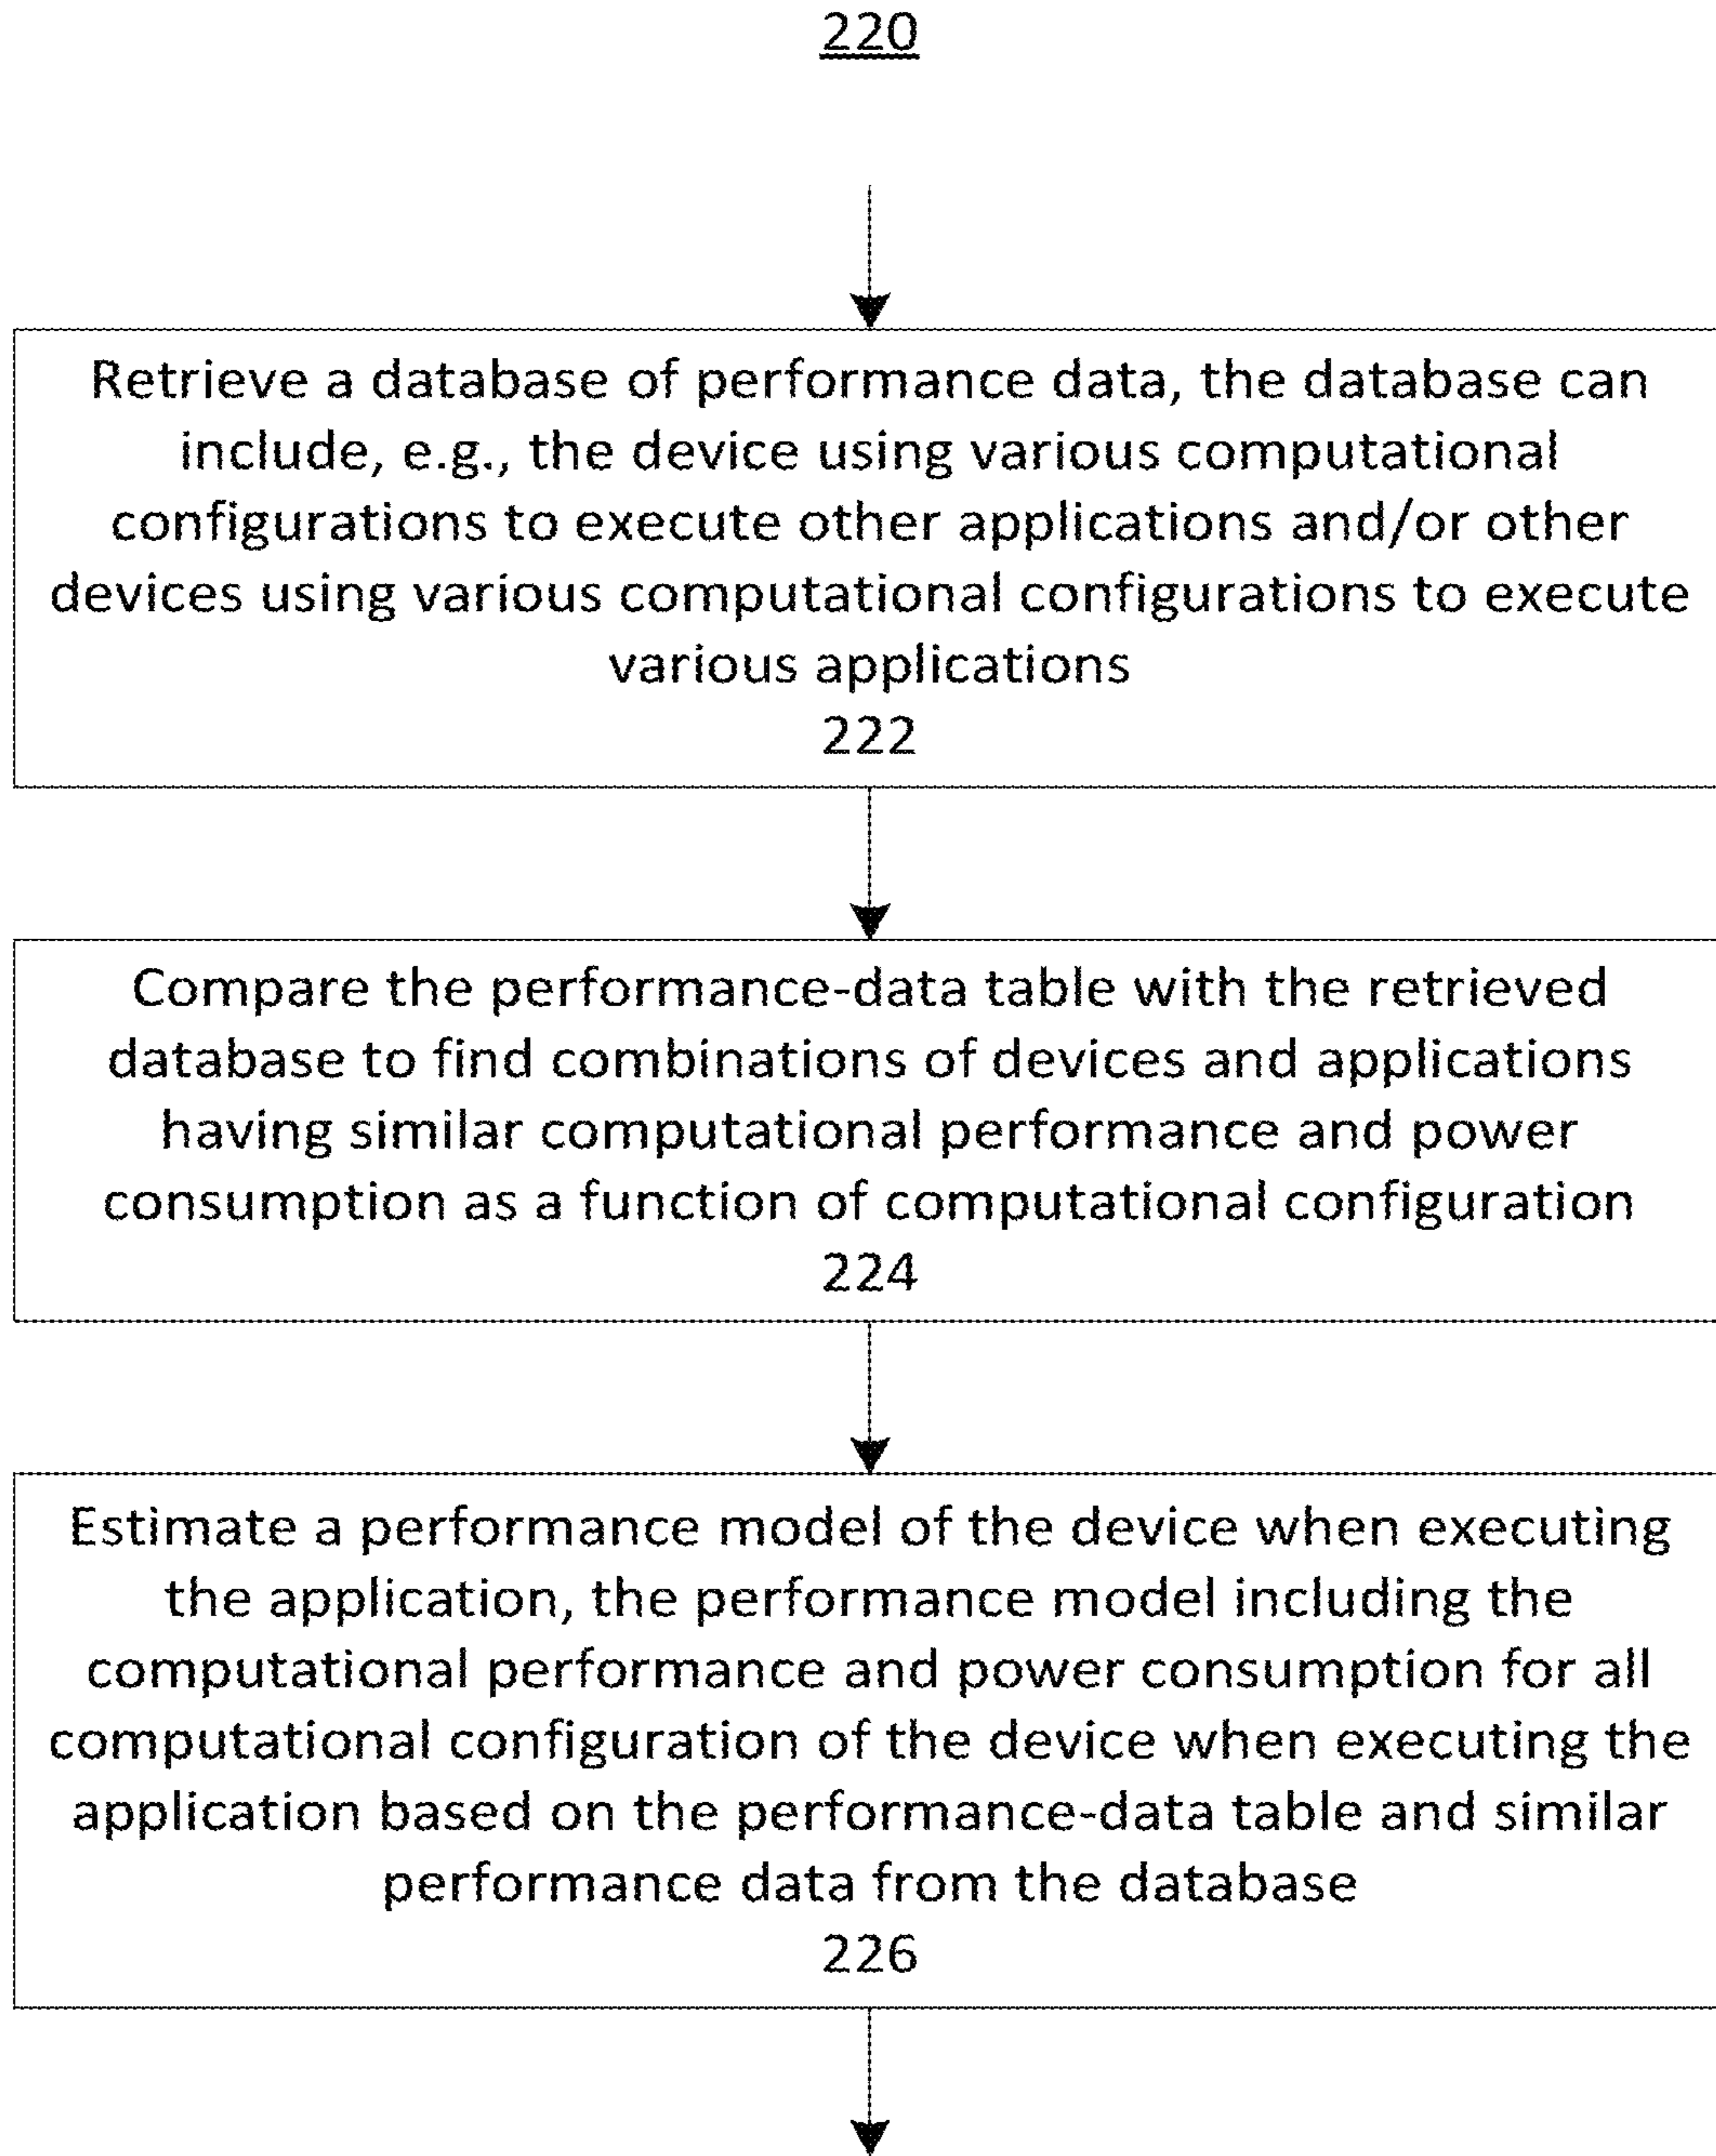 220
Retrieve a database of performance data, the database can
include, e.g., the device using various computational
configurations to execute other applications and/or other
devices using various computational configurations to execute
various applications
222
Compare the performance-data table with the retrieved
database to find combinations of devices and applications
having similar computational performance and power
consumption as a function of computational configuration
224
Estimate a performance model of the device when executing
the application, the performance model including the
computational performance and power consumption for all
computational configuration of the device when executing the
application based on the performance-data table and similar
performance data from the database
226